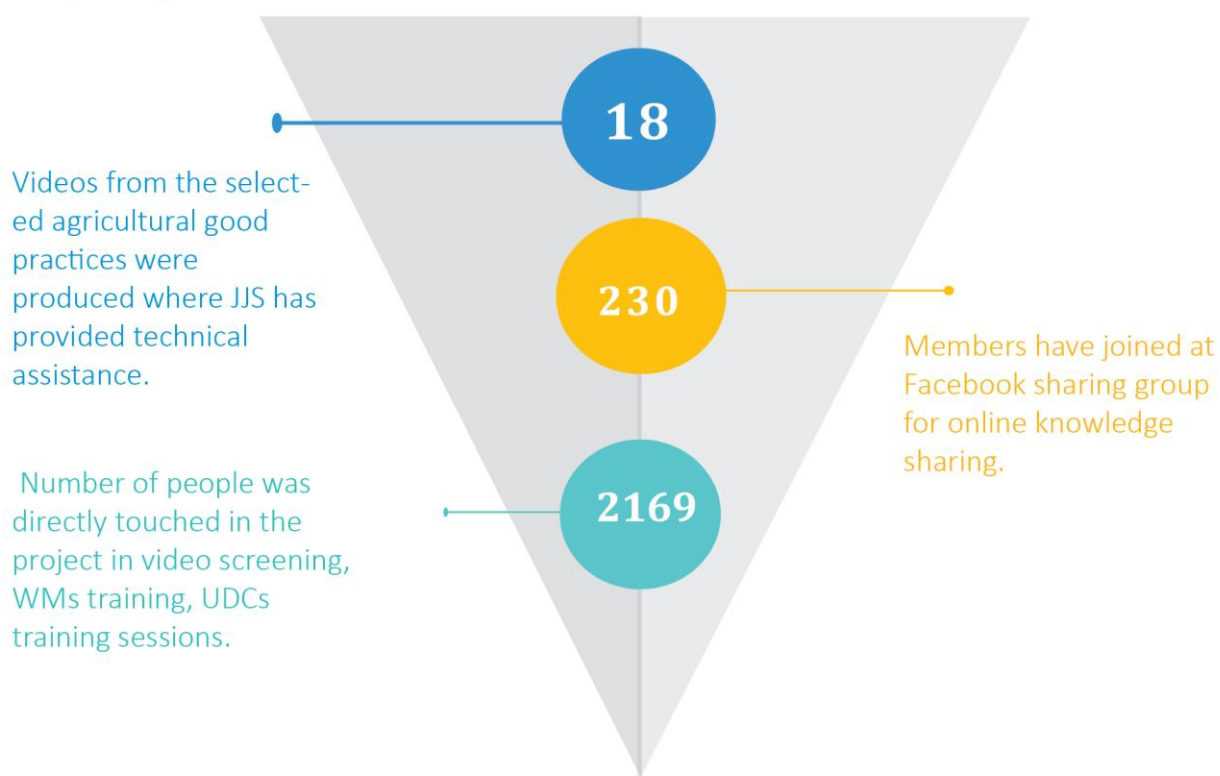 18
Videos from the select-
ed agricultural good
practices were
produced where JJS has
provided technical
assistance.
230
Members have joined at
Facebook sharing group
for online knowledge
sharing.
2169
Number of people was
directly touched in the
project in video screening,
WMs training, UDCs
training sessions.